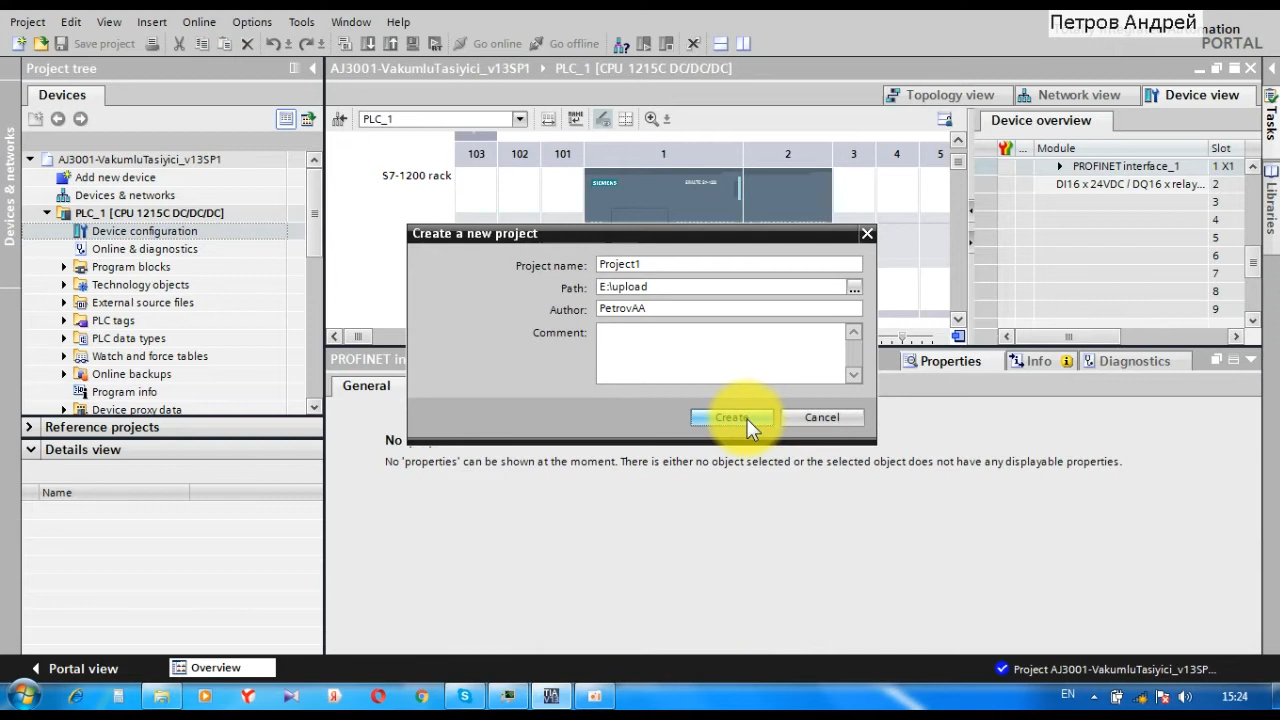 Project Edit View Insert Online Options Tools Window Help
Петров Андрей
Automation
PORTAL
Save project
Go online
Go offline
Project tree
AJ3001-VakumluTasiyici_v13SP1 PLC_1 [CPU 1215C DC/DC/DC]
Devices
Topology view
Network view
Device view
PLC_1
Device overview
Tasks
Libraries
Devices & networks
103 102 101 1 2 3 4 5
S7-1200 rack
SIEMENS
... Module Slot
PROFINET interface_1 1 X1
DI16 x 24VDC / DQ16 x relay... 2
3
4
5
6
7
8
9
AJ3001-VakumluTasiyici_v13SP1
Add new device
Devices & networks
PLC_1 [CPU 1215C DC/DC/DC]
Device configuration
Online & diagnostics
Program blocks
Technology objects
External source files
PLC tags
PLC data types
Watch and force tables
Online backups
Program info
Device proxy data
Reference projects
Details view
Name
Create a new project
Project name: Project1
Path: E:\upload
...
Author: PetrovAA
Comment:
Create
Cancel
PROFINET in
Properties
Info
Diagnostics
General
No
No 'properties' can be shown at the moment. There is either no object selected or the selected object does not have any displayable properties.
Portal view
Overview
Project AJ3001-VakumluTasiyici_v13SP...
EN
15:24